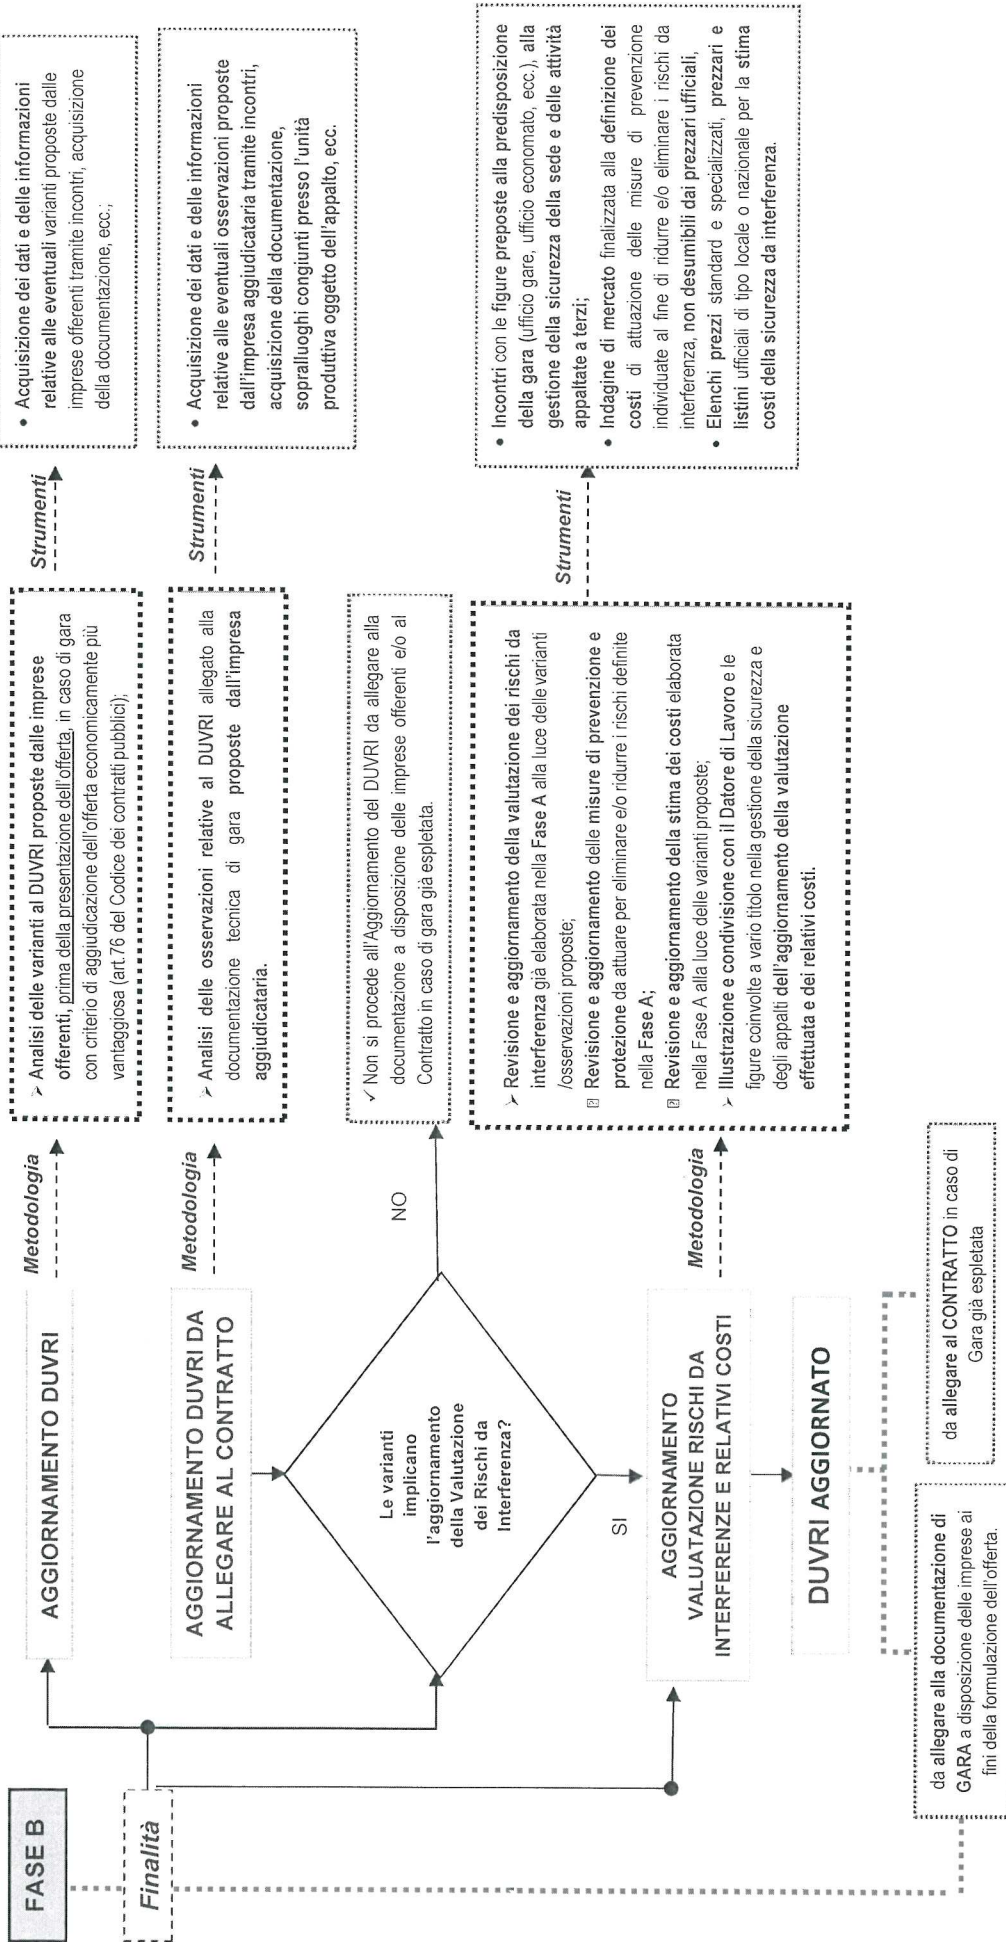 FASE B
Finalità
AGGIORNAMENTO DUVRI
Metodologia
➢ Analisi delle varianti al DUVRI proposte dalle imprese
offerenti, prima della presentazione dell'offerta, in caso di gara
con criterio di aggiudicazione dell'offerta economicamente più
vantaggiosa (art.76 del Codice dei contratti pubblici);
Strumenti
• Acquisizione dei dati e delle informazioni
relative alle eventuali varianti proposte dalle
imprese offerenti tramite incontri, acquisizione
della documentazione, ecc.;
AGGIORNAMENTO DUVRI DA
ALLEGARE AL CONTRATTO
Metodologia
➢ Analisi delle osservazioni relative al DUVRI allegato alla
documentazione tecnica di gara proposte dall'impresa
aggiudicataria.
Strumenti
• Acquisizione dei dati e delle informazioni
relative alle eventuali osservazioni proposte
dall'impresa aggiudicataria tramite incontri,
acquisizione della documentazione,
sopralluoghi congiunti presso l'unità
produttiva oggetto dell'appalto, ecc.
Le varianti
implicano
l'aggiornamento
della Valutazione
dei Rischi da
Interferenza?
NO
✓ Non si procede all'Aggiornamento del DUVRI da allegare alla
documentazione a disposizione delle imprese offerenti e/o al
Contratto in caso di gara già espletata.
SI
AGGIORNAMENTO
VALUTAZIONE RISCHI DA
INTERFERENZE E RELATIVI COSTI
Metodologia
➢ Revisione e aggiornamento della valutazione dei rischi da
interferenza già elaborata nella Fase A alla luce delle varianti
/osservazioni proposte;
⍰ Revisione e aggiornamento delle misure di prevenzione e
protezione da attuare per eliminare e/o ridurre i rischi definite
nella Fase A;
⍰ Revisione e aggiornamento della stima dei costi elaborata
nella Fase A alla luce delle varianti proposte;
➢ Illustrazione e condivisione con il Datore di Lavoro e le
figure coinvolte a vario titolo nella gestione della sicurezza e
degli appalti dell'aggiornamento della valutazione
effettuata e dei relativi costi.
Strumenti
• Incontri con le figure preposte alla predisposizione
della gara (ufficio gare, ufficio economato, ecc.), alla
gestione della sicurezza della sede e delle attività
appaltate a terzi;
• Indagine di mercato finalizzata alla definizione dei
costi di attuazione delle misure di prevenzione
individuate al fine di ridurre e/o eliminare i rischi da
interferenza, non desumibili dai prezzari ufficiali,
• Elenchi prezzi standard e specializzati, prezzari e
listini ufficiali di tipo locale o nazionale per la stima
costi della sicurezza da interferenza.
DUVRI AGGIORNATO
da allegare alla documentazione di
GARA a disposizione delle imprese ai
fini della formulazione dell'offerta.
da allegare al CONTRATTO in caso di
Gara già espletata